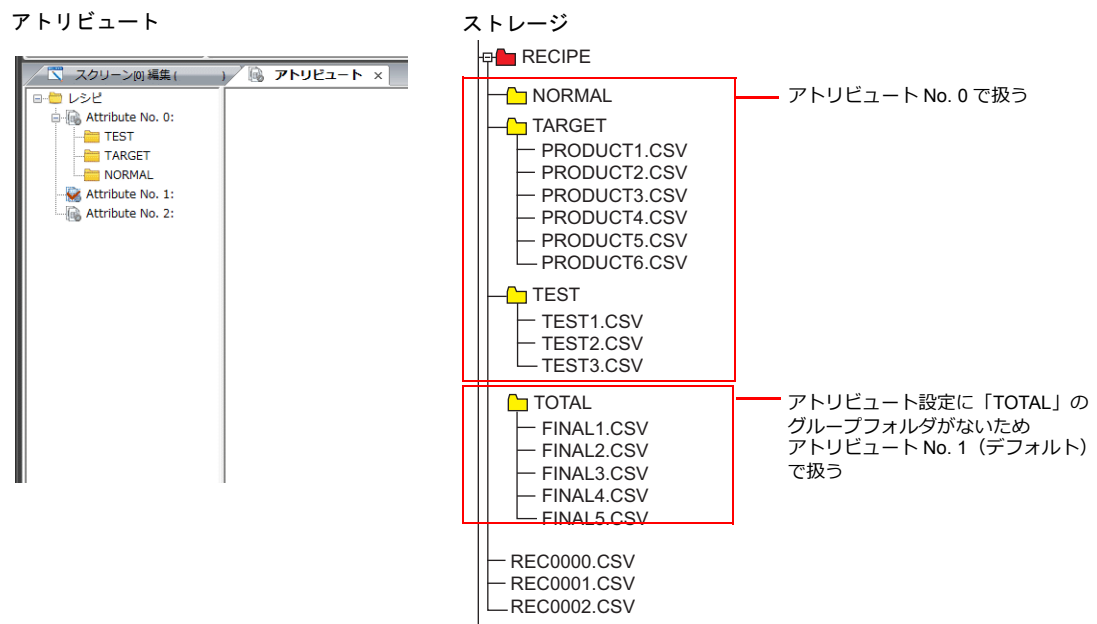 アトリビュート
スクリーン[0] 編集 ( )
アトリビュート ×
レシピ
Attribute No. 0:
TEST
TARGET
NORMAL
Attribute No. 1:
Attribute No. 2:
ストレージ
RECIPE
NORMAL
アトリビュート No. 0 で扱う
TARGET
PRODUCT1.CSV
PRODUCT2.CSV
PRODUCT3.CSV
PRODUCT4.CSV
PRODUCT5.CSV
PRODUCT6.CSV
TEST
TEST1.CSV
TEST2.CSV
TEST3.CSV
TOTAL
FINAL1.CSV
FINAL2.CSV
FINAL3.CSV
FINAL4.CSV
FINAL5.CSV
アトリビュート設定に「TOTAL」の
グループフォルダがないため
アトリビュート No. 1（デフォルト）
で扱う
REC0000.CSV
REC0001.CSV
REC0002.CSV